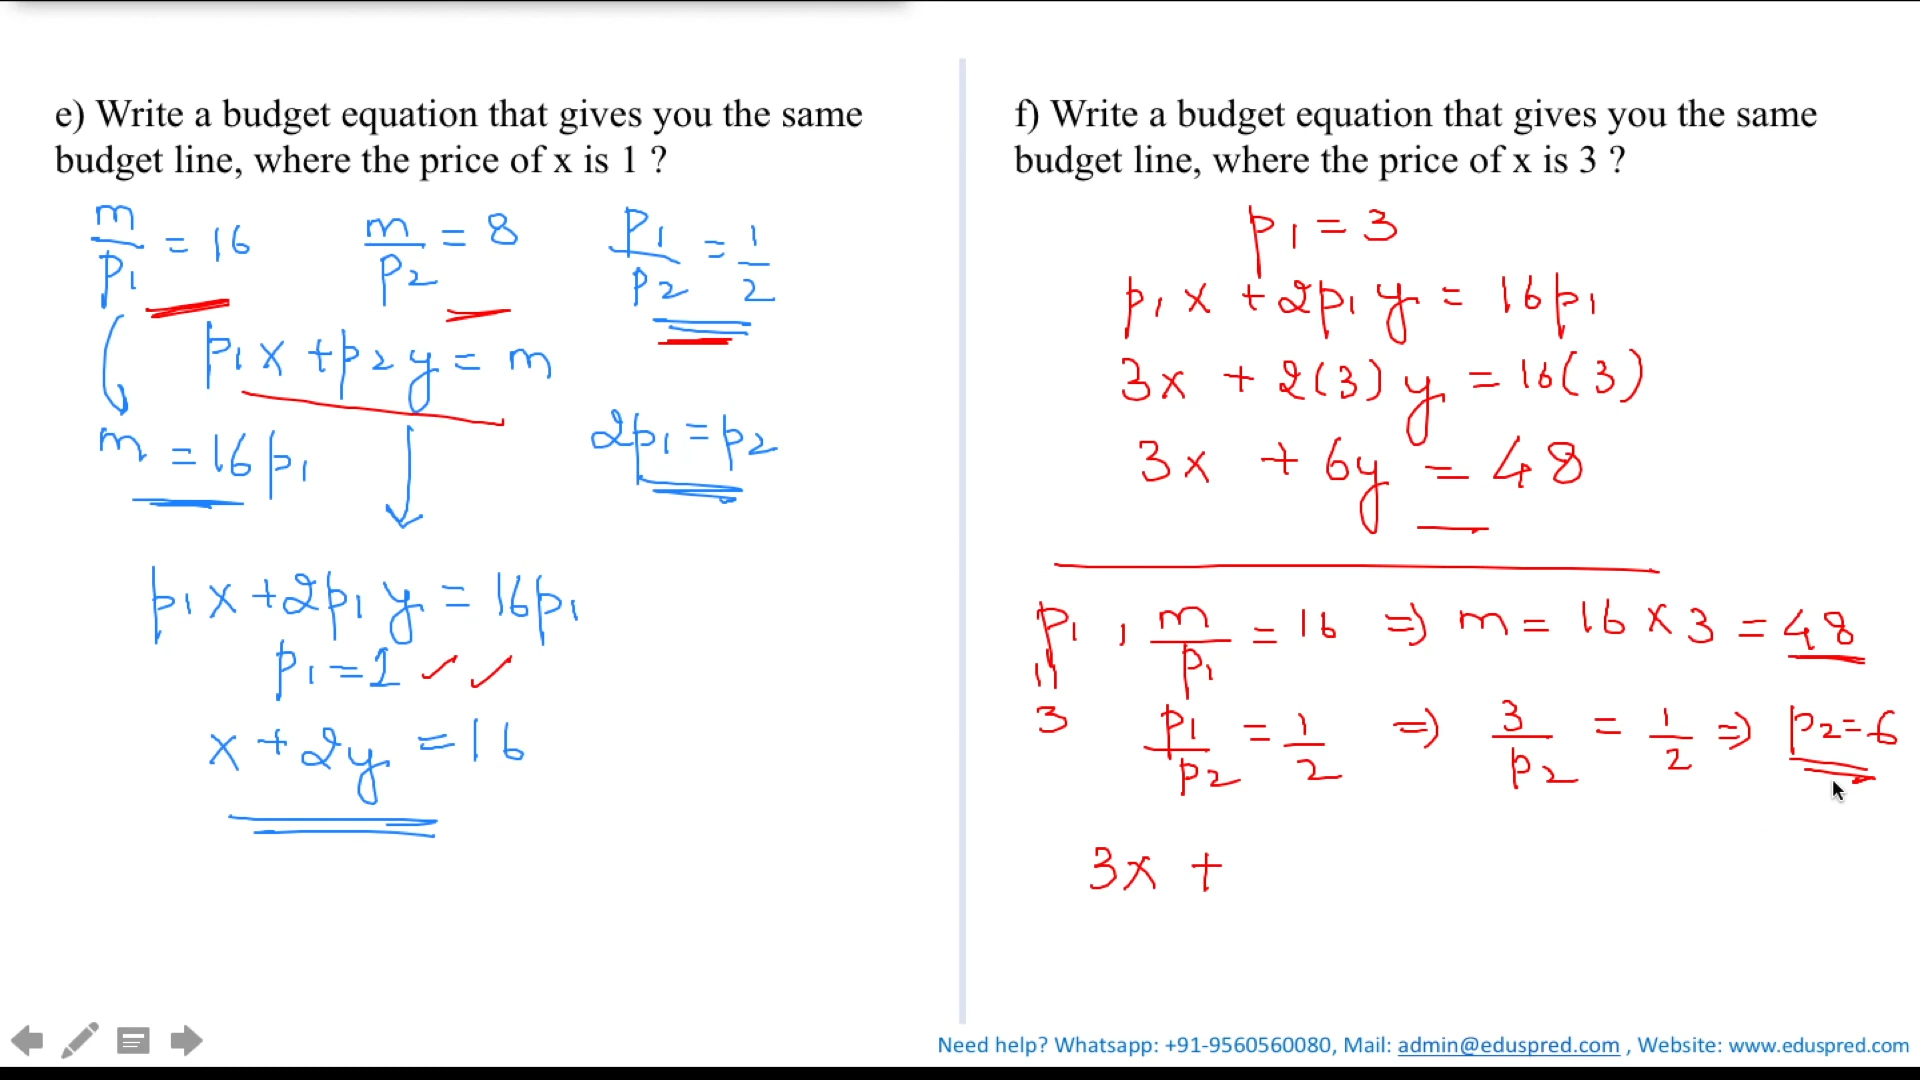 e) Write a budget equation that gives you the same
budget line, where the price of x is 1 ?
m/p1 = 16 m/p2 = 8 p1/p2 = 1/2
p1x + p2y = m
m = 16p1 2p1 = p2
p1x + 2p1y = 16p1
p1 = 1
x + 2y = 16
f) Write a budget equation that gives you the same
budget line, where the price of x is 3 ?
p1 = 3
p1x + 2p1y = 16p1
3x + 2(3)y = 16(3)
3x + 6y = 48
p1 , m/p1 = 16 => m = 16 × 3 = 48
=
3 p1/p2 = 1/2 => 3/p2 = 1/2 => p2 = 6
3x +
Need help? Whatsapp: +91-9560560080, Mail: admin@eduspred.com , Website: www.eduspred.com